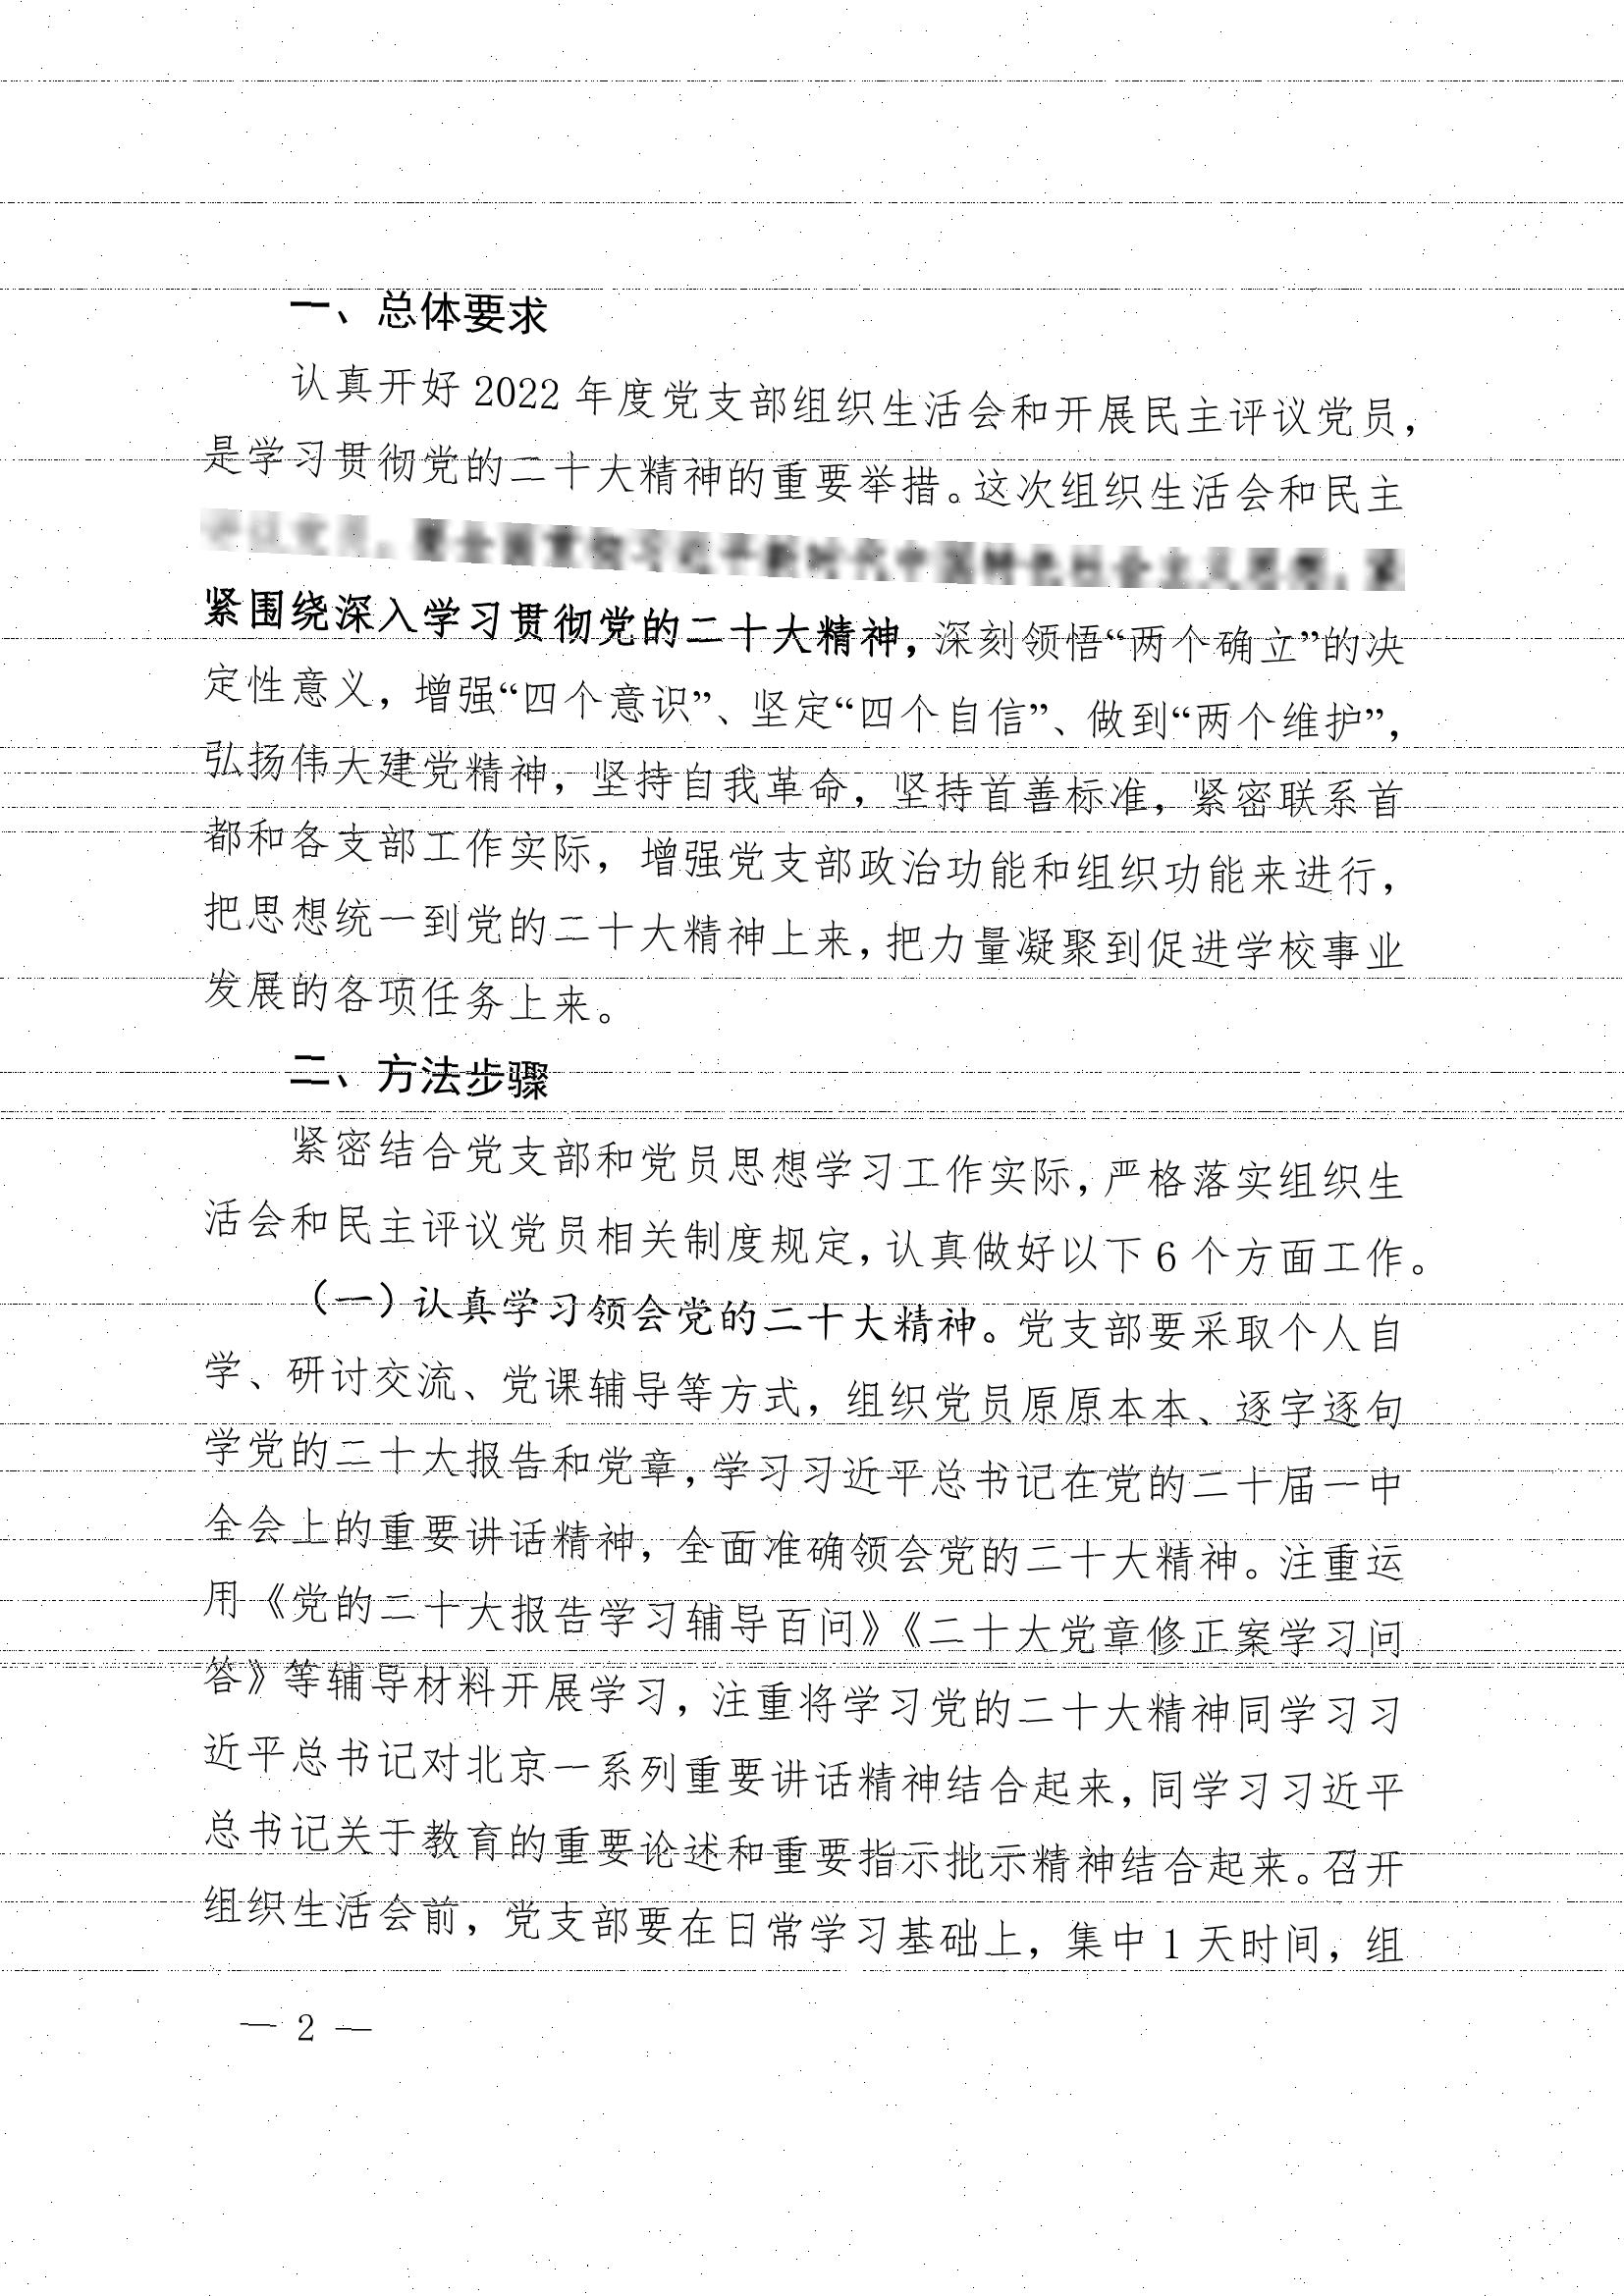 一、总体要求
认真开好 2022 年度党支部组织生活会和开展民主评议党员，
是学习贯彻党的二十大精神的重要举措。这次组织生活会和民主
紧围绕深入学习贯彻党的二十大精神，深刻领悟“两个确立”的决
定性意义，增强“四个意识”、坚定“四个自信”、做到“两个维护”，
弘扬伟大建党精神，坚持自我革命，坚持首善标准，紧密联系首
都和各支部工作实际，增强党支部政治功能和组织功能来进行，
把思想统一到党的二十大精神上来，把力量凝聚到促进学校事业
发展的各项任务上来。
二、方法步骤
紧密结合党支部和党员思想学习工作实际，严格落实组织生
活会和民主评议党员相关制度规定，认真做好以下 6 个方面工作。
（一）认真学习领会党的二十大精神。党支部要采取个人自
学、研讨交流、党课辅导等方式，组织党员原原本本、逐字逐句
学党的二十大报告和党章，学习习近平总书记在党的二十届一中
全会上的重要讲话精神，全面准确领会党的二十大精神。注重运
用《党的二十大报告学习辅导百问》《二十大党章修正案学习问
答》等辅导材料开展学习，注重将学习党的二十大精神同学习习
近平总书记对北京一系列重要讲话精神结合起来，同学习习近平
总书记关于教育的重要论述和重要指示批示精神结合起来。召开
组织生活会前，党支部要在日常学习基础上，集中 1 天时间，组
— 2 —